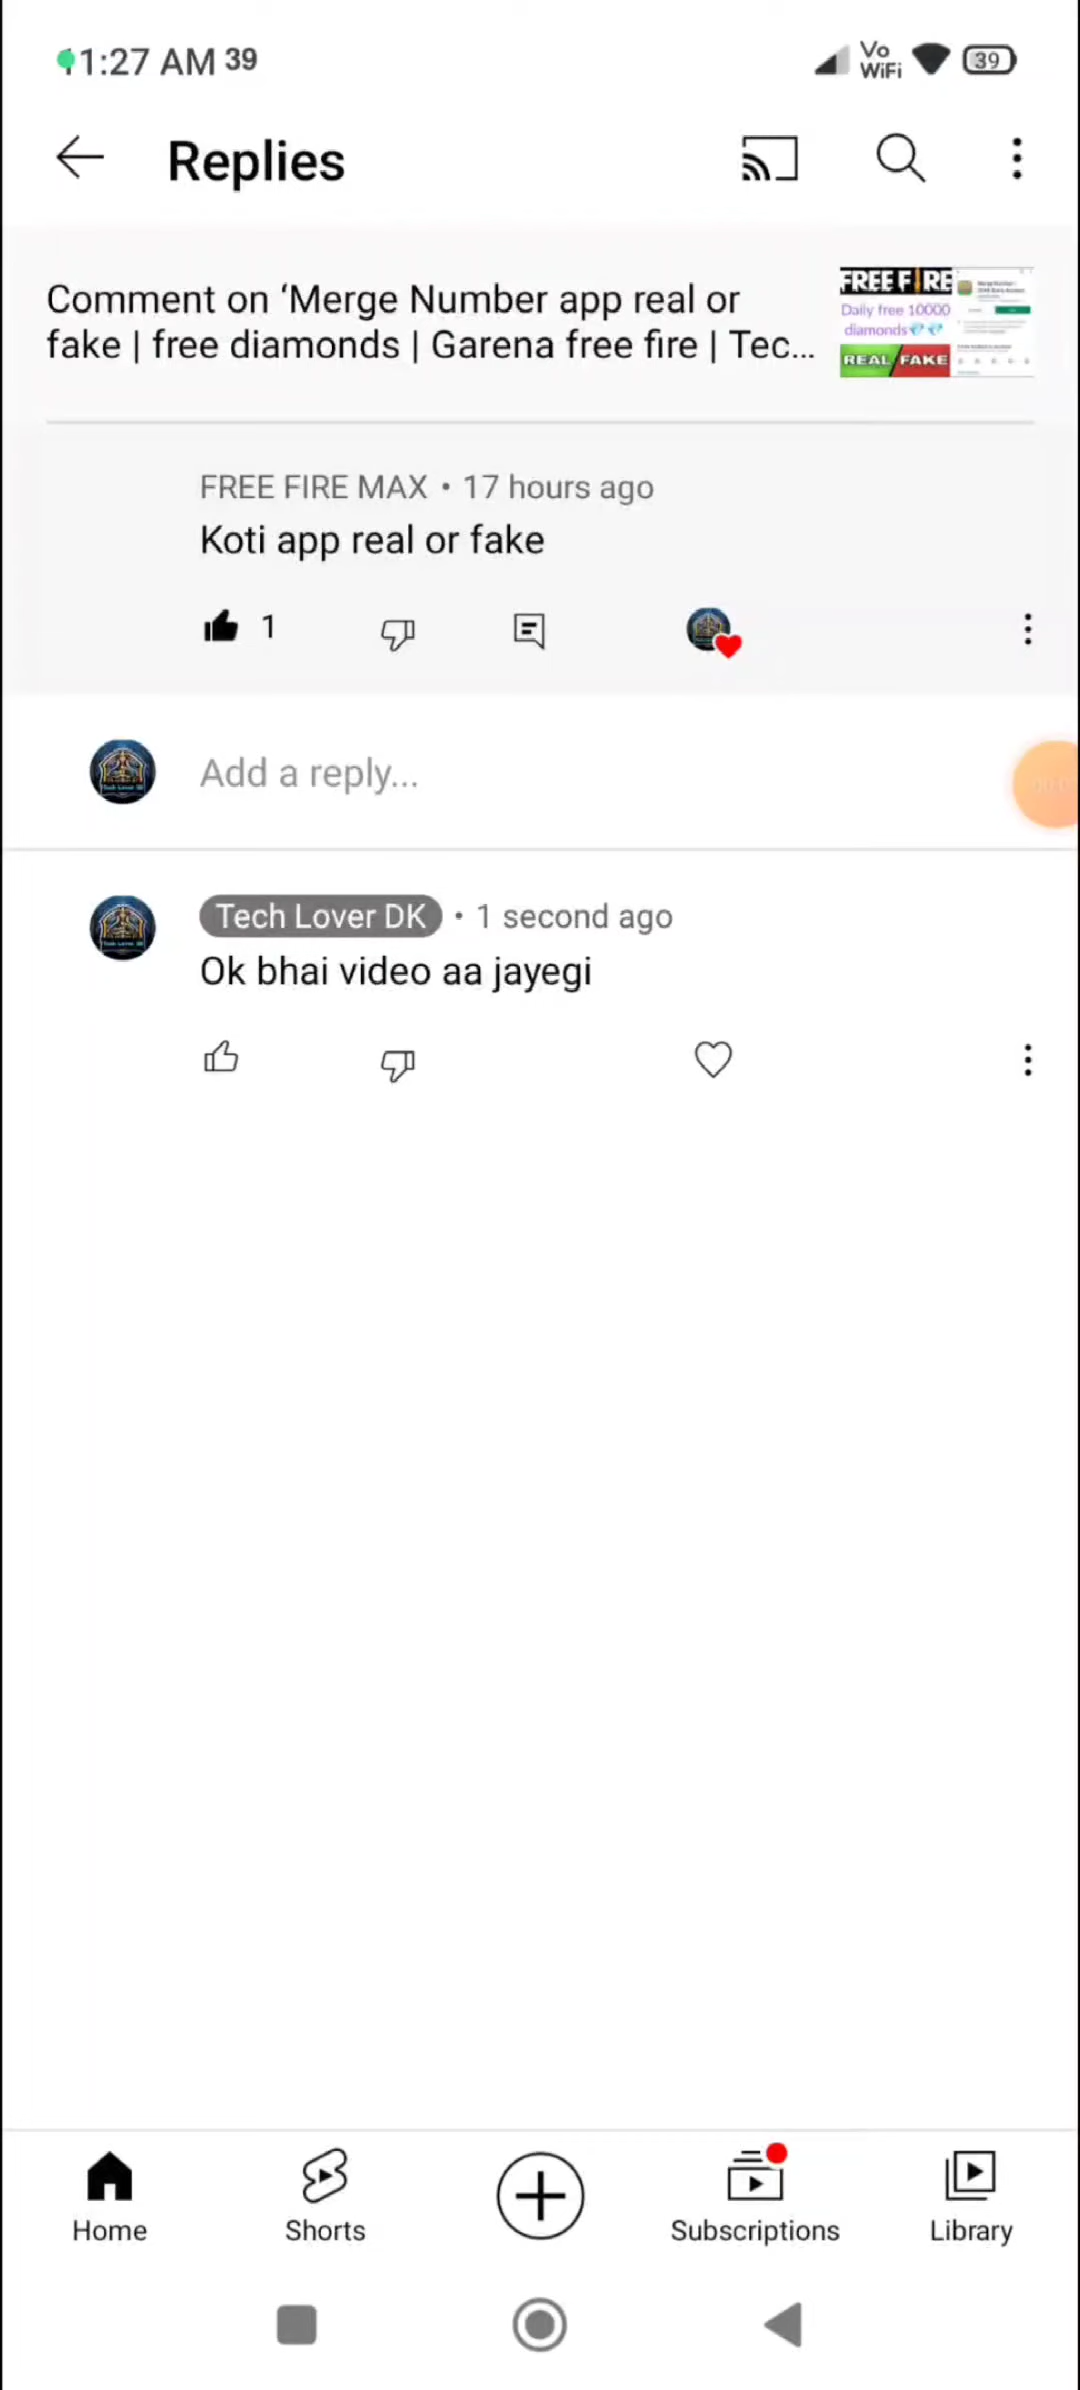 1:27 AM 39
Vo
WiFi
39
Replies
Comment on ‘Merge Number app real or
fake | free diamonds | Garena free fire | Tec...
FREE FIRE
Daily free 10000
diamonds
REAL FAKE
FREE FIRE MAX • 17 hours ago
Koti app real or fake
1
Add a reply...
Tech Lover DK • 1 second ago
Ok bhai video aa jayegi
Home
Shorts
Subscriptions
Library